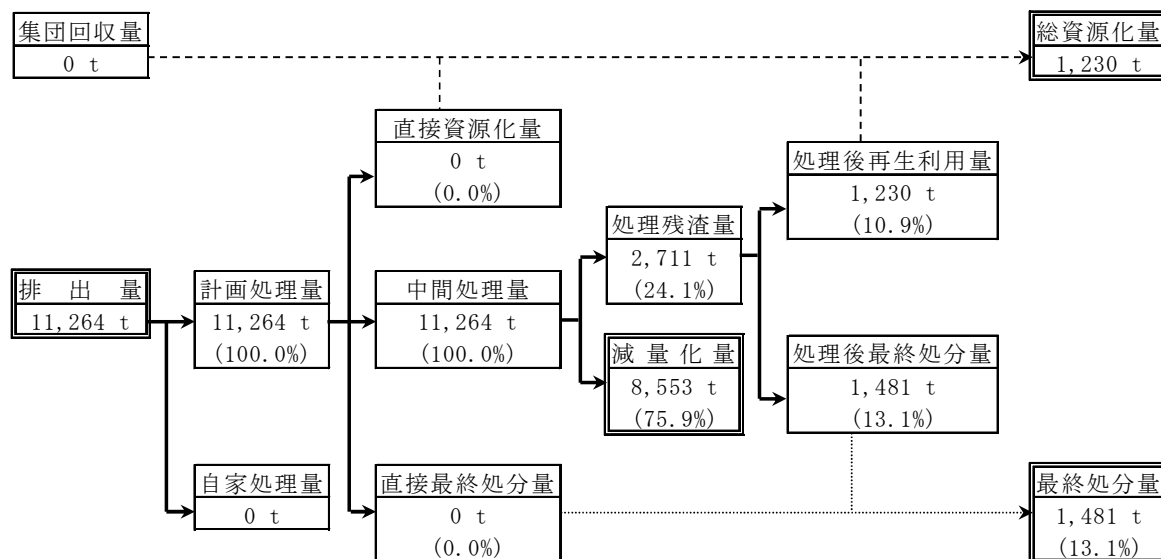 集団回収量
0 t
総資源化量
1,230 t
直接資源化量
0 t
(0.0%)
処理後再生利用量
1,230 t
(10.9%)
処理残渣量
2,711 t
(24.1%)
排 出 量
11,264 t
計画処理量
11,264 t
(100.0%)
中間処理量
11,264 t
(100.0%)
減 量 化 量
8,553 t
(75.9%)
処理後最終処分量
1,481 t
(13.1%)
自家処理量
0 t
直接最終処分量
0 t
(0.0%)
最終処分量
1,481 t
(13.1%)